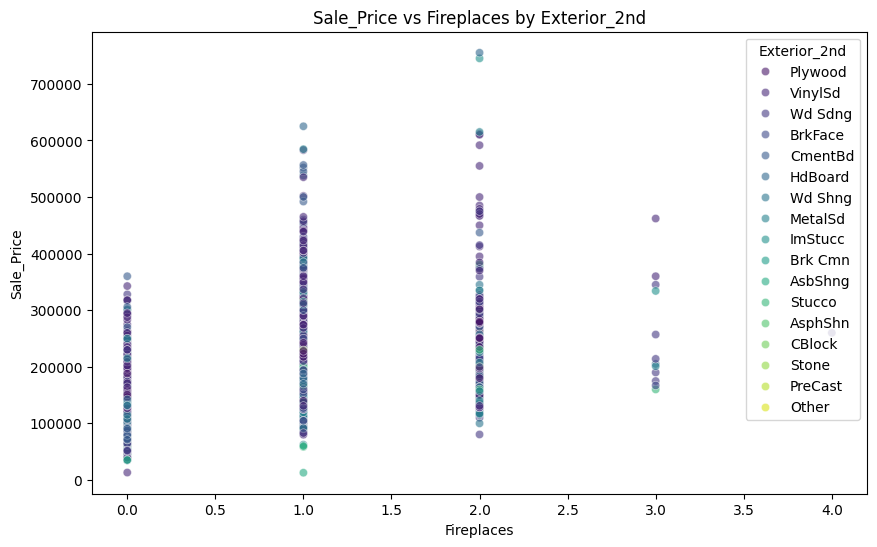 Sale_Price vs Fireplaces by Exterior_2nd
Exterior_2nd
Plywood
VinylSd
Wd Sdng
BrkFace
CmentBd
HdBoard
Wd Shng
MetalSd
ImStucc
Brk Cmn
AsbShng
Stucco
AsphShn
CBlock
Stone
PreCast
Other
Sale_Price
700000
600000
500000
400000
300000
200000
100000
0
0.0 0.5 1.0 1.5 2.0 2.5 3.0 3.5 4.0
Fireplaces